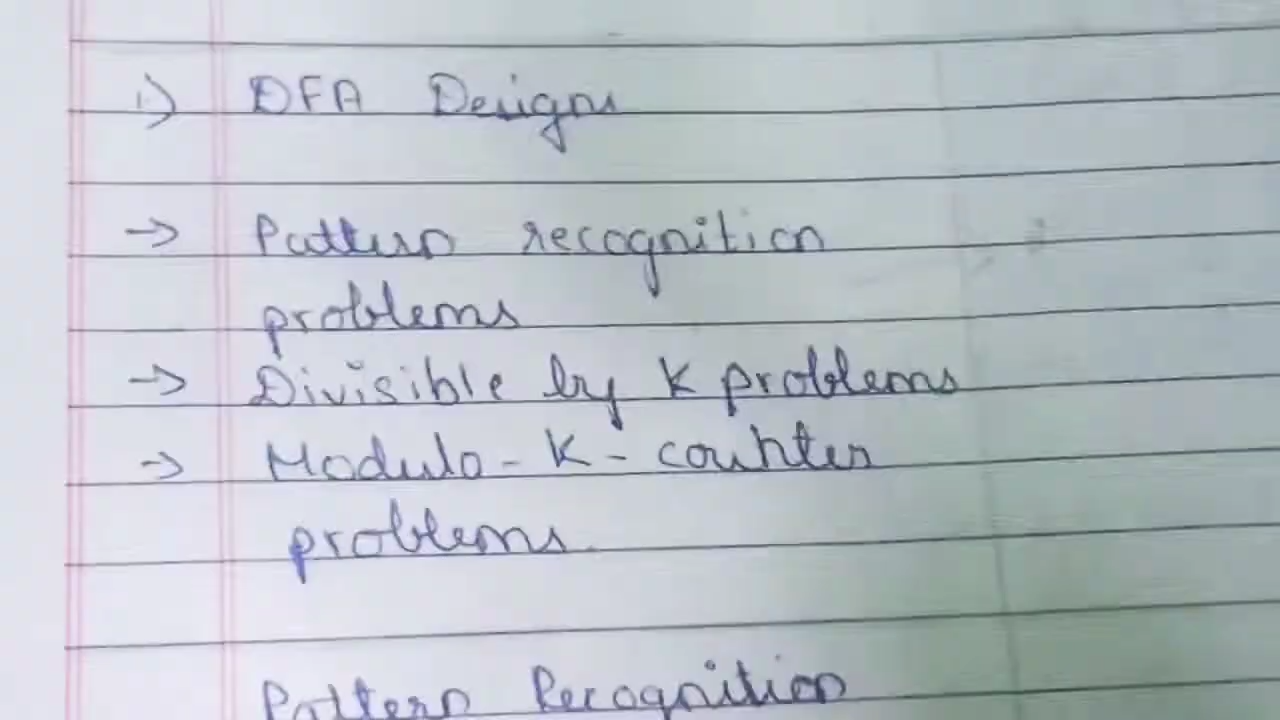 1) DFA Designs
→ Pattern recognition
problems
→ Divisible by K problems
→ Modulo - K - counter
problems.
Pattern Recognition